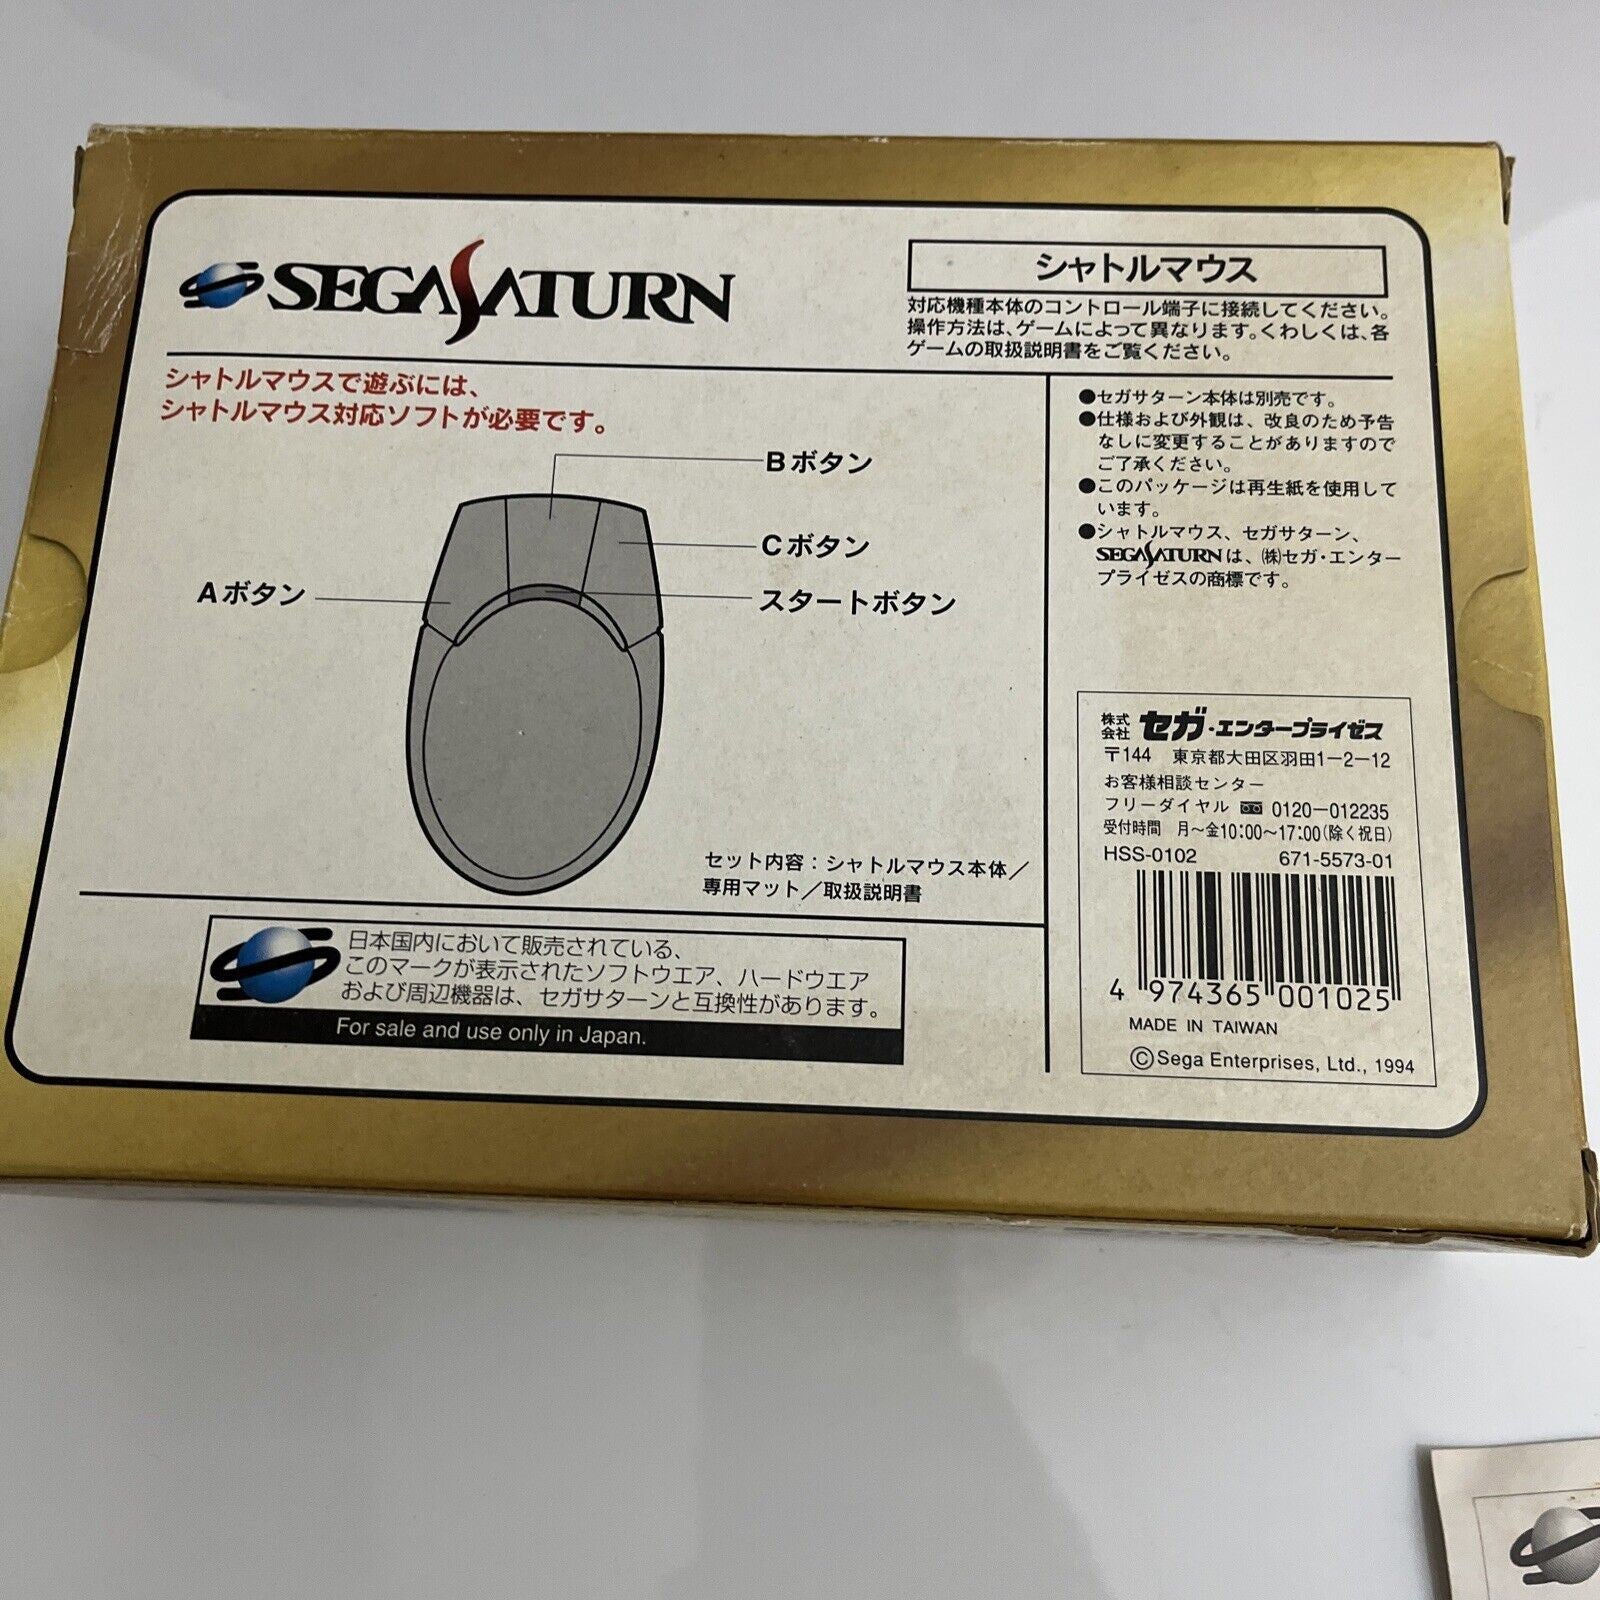 SEGASATURN
シャトルマウス
対応機種本体のコントロール端子に接続してください。
操作方法は、ゲームによって異なります。くわしくは、各
ゲームの取扱説明書をご覧ください。
シャトルマウスで遊ぶには、
シャトルマウス対応ソフトが必要です。
Bボタン
Cボタン
Aボタン
スタートボタン
セット内容：シャトルマウス本体／
専用マット／取扱説明書
●セガサターン本体は別売です。
●仕様および外観は、改良のため予告
なしに変更することがありますので
ご了承ください。
●このパッケージは再生紙を使用して
います。
●シャトルマウス、セガサターン、
SEGASATURNは、㈱セガ・エンター
プライゼスの商標です。
株式会社 セガ・エンタープライゼス
〒144 東京都大田区羽田1－2－12
お客様相談センター
フリーダイヤル 0120－012235
受付時間 月～金10:00～17:00(除く祝日)
HSS-0102 671-5573-01
4 974365 001025
MADE IN TAIWAN
©Sega Enterprises, Ltd., 1994
日本国内において販売されている、
このマークが表示されたソフトウエア、ハードウエア
および周辺機器は、セガサターンと互換性があります。
For sale and use only in Japan.